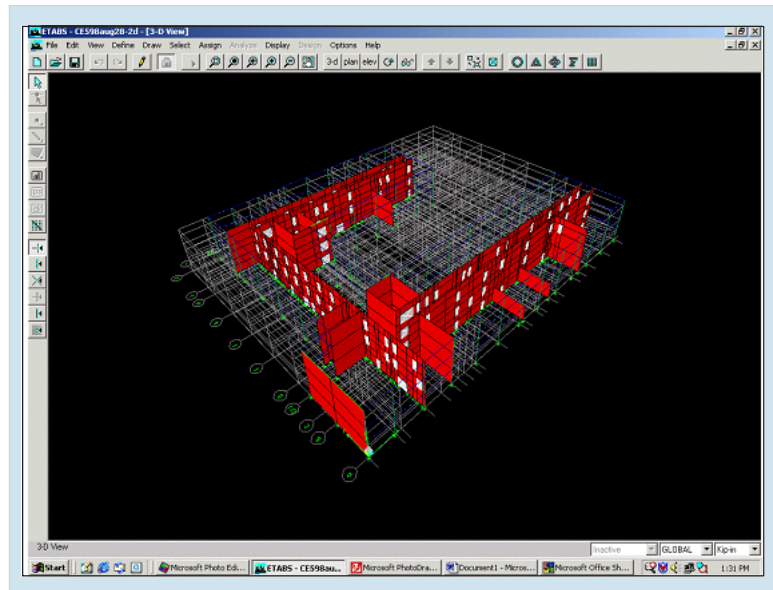 ETABS - CE598aug28-2d - [3-D View]
File Edit View Define Draw Select Assign Analyze Display Design Options Help
3-d plan elev
3-D View
Inactive GLOBAL Kip-in
Start Microsoft Photo Edi... ETABS - CE598au... Microsoft PhotoDra... Document1 - Micros... Microsoft Office Sh... 1:31 PM